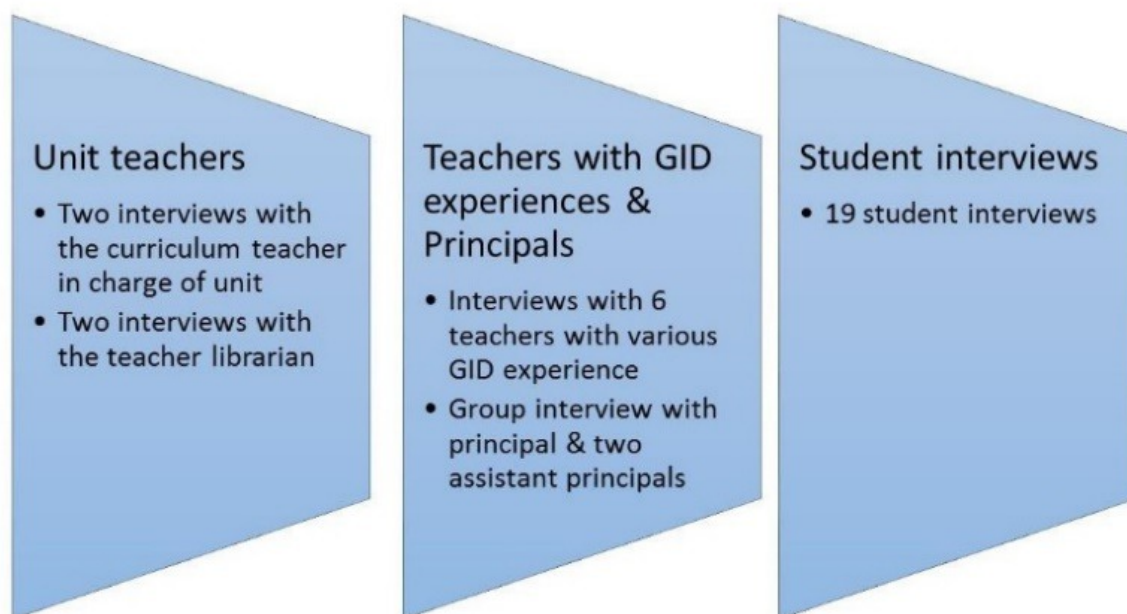 Unit teachers
• Two interviews with
the curriculum teacher
in charge of unit
• Two interviews with
the teacher librarian
Teachers with GID
experiences &
Principals
• Interviews with 6
teachers with various
GID experience
• Group interview with
principal & two
assistant principals
Student interviews
• 19 student interviews